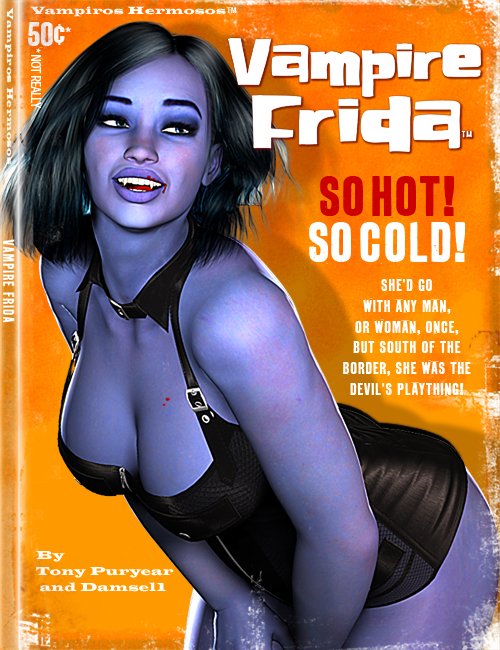 Vampiros Hermosos™
50¢*
*NOT REALLY
Vampiros Hermosos
VAMPIRE FRIDA
Vampire
Frida™
SO HOT!
SO COLD!
SHE'D GO
WITH ANY MAN,
OR WOMAN, ONCE,
BUT SOUTH OF THE
BORDER, SHE WAS THE
DEVIL'S PLAYTHING!
By
Tony Puryear
and Damsell